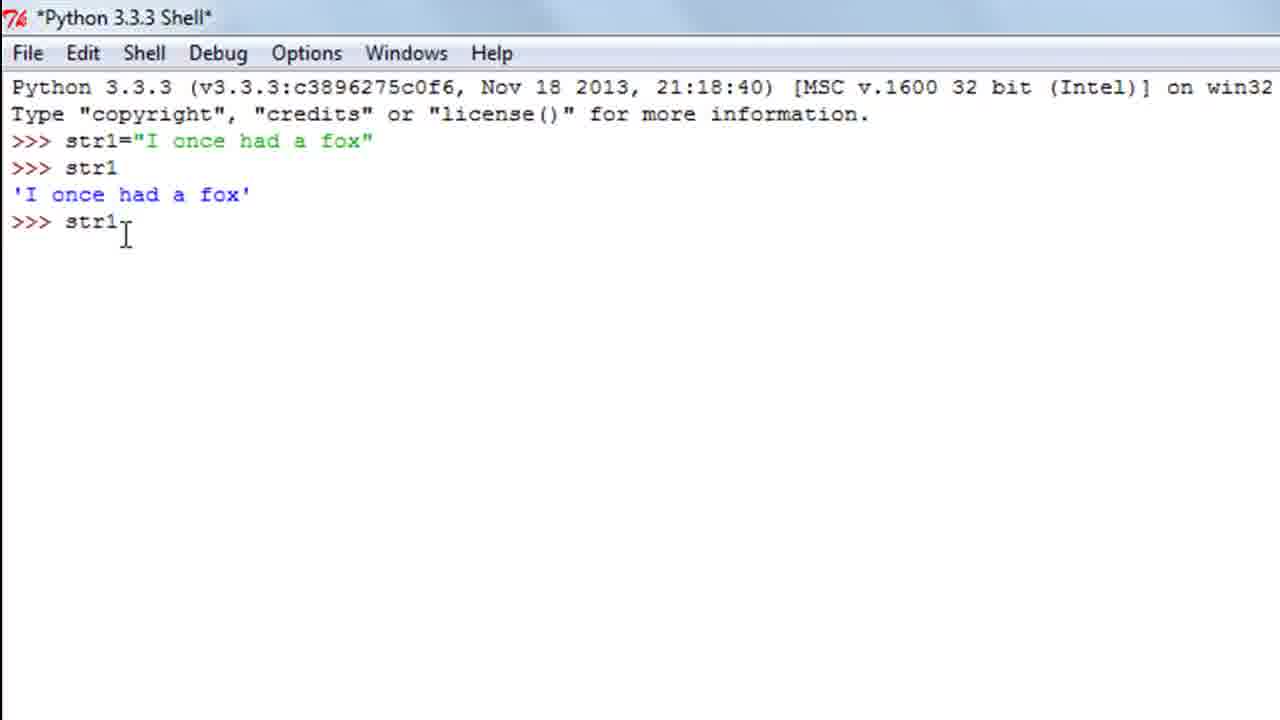 *Python 3.3.3 Shell*
File Edit Shell Debug Options Windows Help
Python 3.3.3 (v3.3.3:c3896275c0f6, Nov 18 2013, 21:18:40) [MSC v.1600 32 bit (Intel)] on win32
Type "copyright", "credits" or "license()" for more information.
>>> str1="I once had a fox"
>>> str1
'I once had a fox'
>>> str1